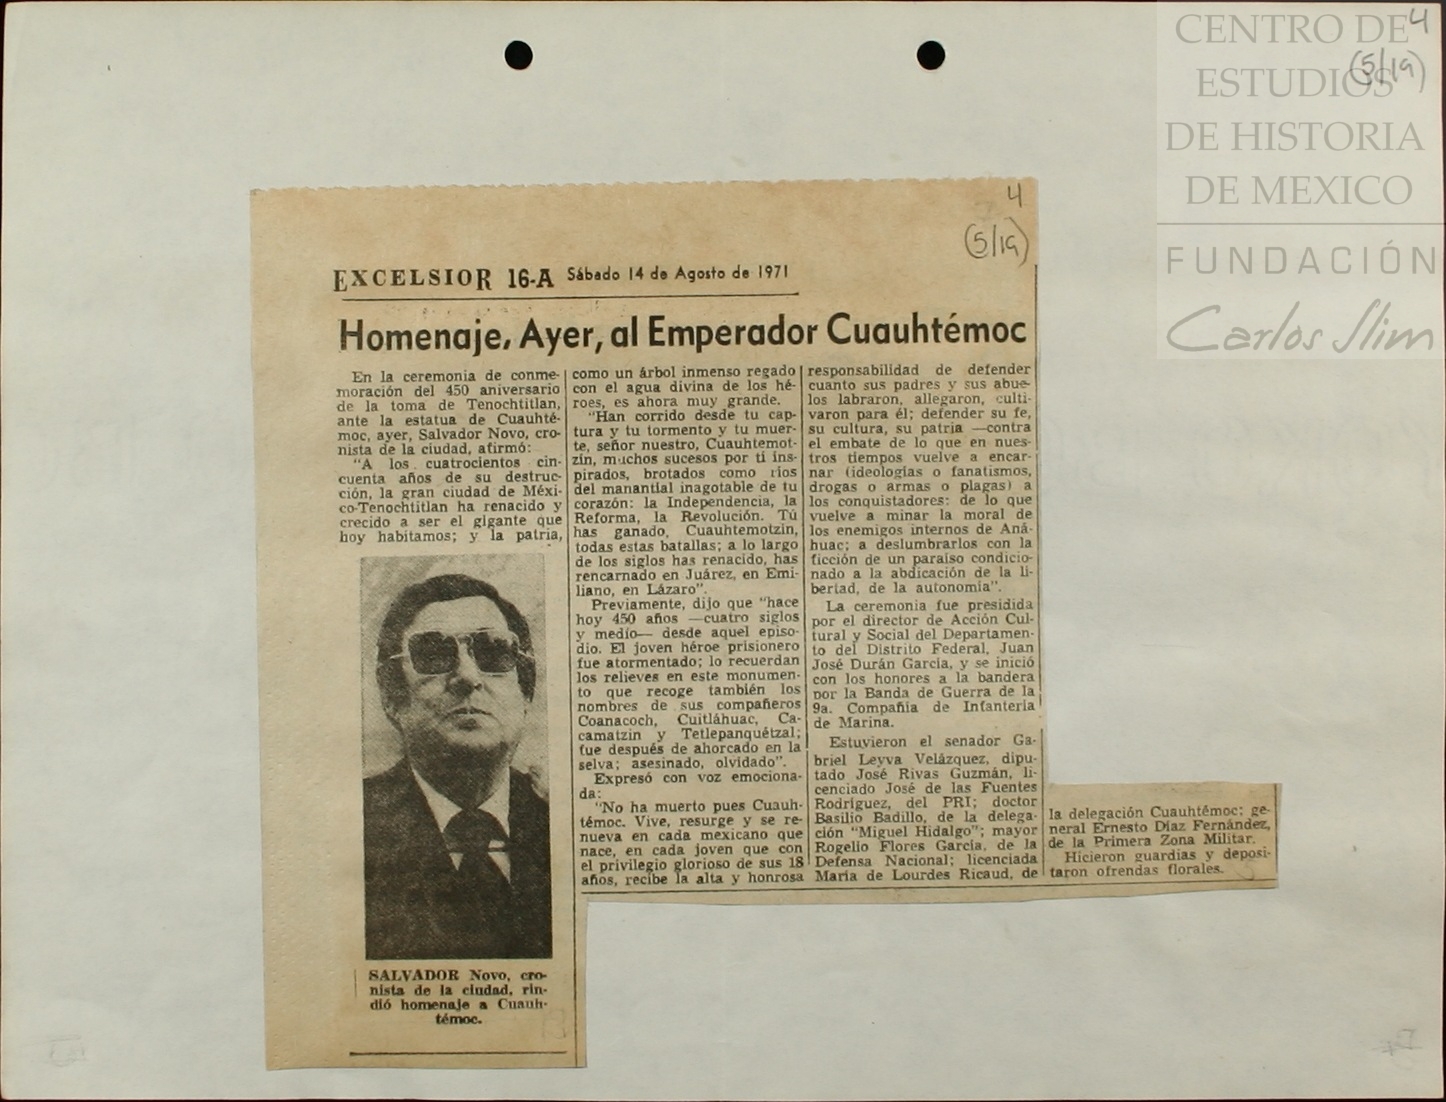 4
(5/19)
CENTRO DE
ESTUDIOS
DE HISTORIA
DE MEXICO
FUNDACIÓN
Carlos Slim
4
(5/19)
EXCELSIOR 16-A Sábado 14 de Agosto de 1971
Homenaje, Ayer, al Emperador Cuauhtémoc
En la ceremonia de conme-
moración del 450 aniversario
de la toma de Tenochtitlan,
ante la estatua de Cuauhté-
moc, ayer, Salvador Novo, cro-
nista de la ciudad, afirmó:
"A los cuatrocientos cin-
cuenta años de su destruc-
ción, la gran ciudad de Méxi-
co-Tenochtitlan ha renacido y
crecido a ser el gigante que
hoy habitamos; y la patria,
SALVADOR Novo, cro-
nista de la ciudad, rin-
dió homenaje a Cuauh-
témoc.
como un árbol inmenso regado
con el agua divina de los hé-
roes, es ahora muy grande.
"Han corrido desde tu cap-
tura y tu tormento y tu muer-
te, señor nuestro, Cuauhtemot-
zín, muchos sucesos por ti ins-
pirados, brotados como ríos
del manantial inagotable de tu
corazón: la Independencia, la
Reforma, la Revolución. Tú
has ganado, Cuauhtemotzin,
todas estas batallas; a lo largo
de los siglos has renacido, has
rencarnado en Juárez, en Emi-
liano, en Lázaro".
Previamente, dijo que "hace
hoy 450 años —cuatro siglos
y medio— desde aquel episo-
dio. El joven héroe prisionero
fue atormentado; lo recuerdan
los relieves en este monumen-
to que recoge también los
nombres de sus compañeros
Coanacoch, Cuitláhuac, Ca-
camatzin y Tetlepanquétzal;
fue después de ahorcado en la
selva; asesinado, olvidado".
Expresó con voz emociona-
da:
"No ha muerto pues Cuauh-
témoc. Vive, resurge y se re-
nueva en cada mexicano que
nace, en cada joven que con
el privilegio glorioso de sus 18
años, recibe la alta y honrosa
responsabilidad de defender
cuanto sus padres y sus abue-
los labraron, allegaron, culti-
varon para él; defender su fe,
su cultura, su patria —contra
el embate de lo que en nues-
tros tiempos vuelve a encar-
nar (ideologías o fanatismos,
drogas o armas o plagas) a
los conquistadores: de lo que
vuelve a minar la moral de
los enemigos internos de Aná-
huac; a deslumbrarlos con la
ficción de un paraíso condicio-
nado a la abdicación de la li-
bertad, de la autonomía".
La ceremonia fue presidida
por el director de Acción Cul-
tural y Social del Departamen-
to del Distrito Federal, Juan
José Durán García, y se inició
con los honores a la bandera
por la Banda de Guerra de la
9a. Compañía de Infantería
de Marina.
Estuvieron el senador Ga-
briel Leyva Velázquez, dipu-
tado José Rivas Guzmán, li-
cenciado José de las Fuentes
Rodríguez, del PRI; doctor
Basilio Badillo, de la delega-
ción "Miguel Hidalgo"; mayor
Rogelio Flores García, de la
Defensa Nacional; licenciada
María de Lourdes Ricaud, de
la delegación Cuauhtémoc; ge-
neral Ernesto Díaz Fernández,
de la Primera Zona Militar.
Hicieron guardias y deposi-
taron ofrendas florales.